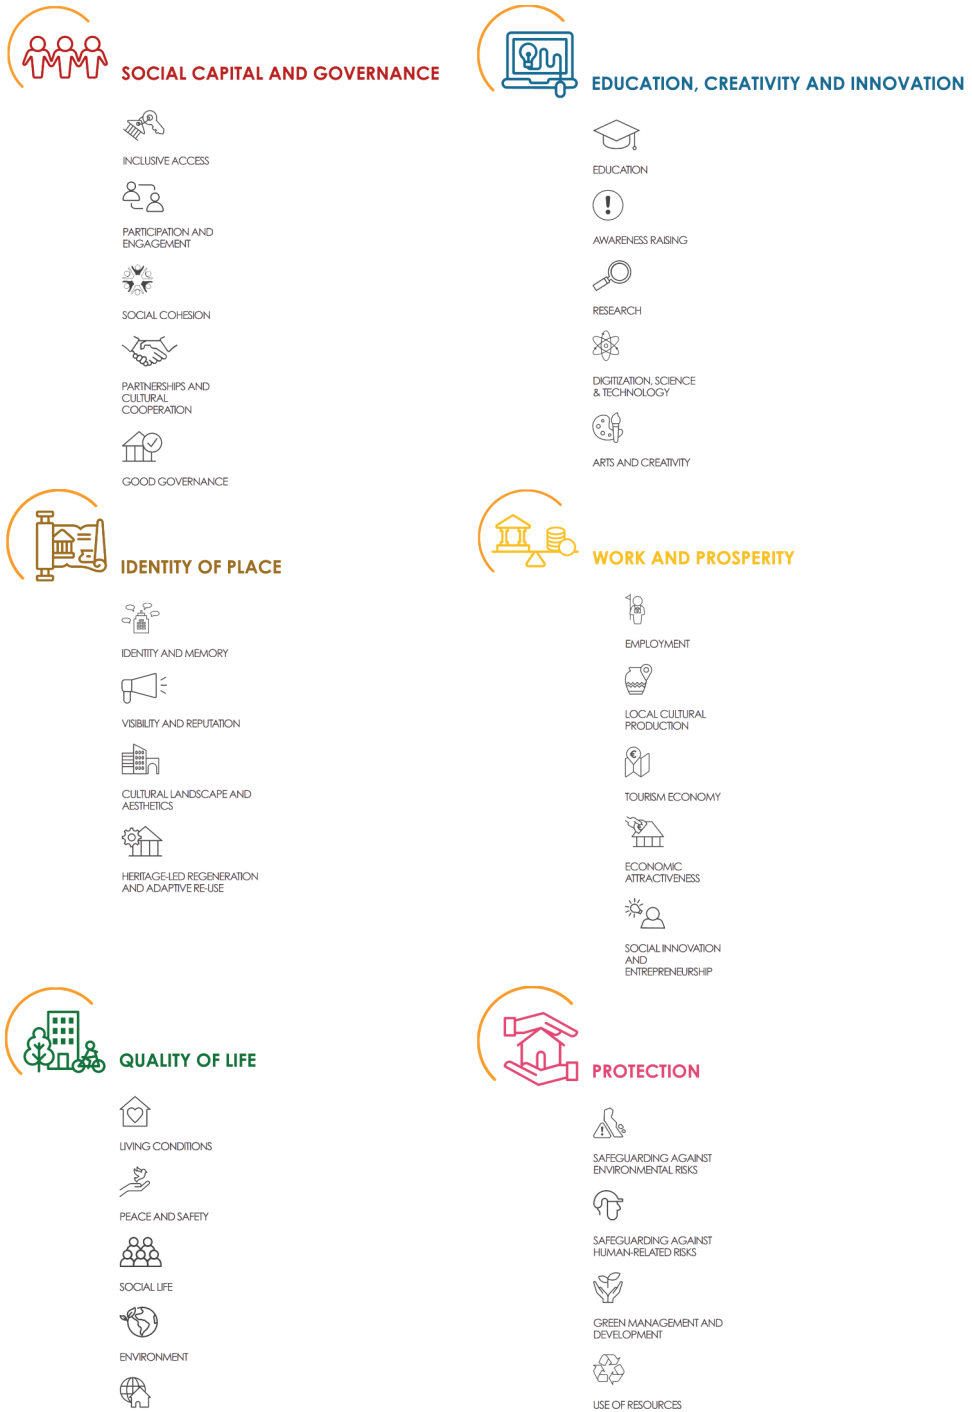 SOCIAL CAPITAL AND GOVERNANCE
INCLUSIVE ACCESS
PARTICIPATION AND
ENGAGEMENT
SOCIAL COHESION
PARTNERSHIPS AND
CULTURAL
COOPERATION
GOOD GOVERNANCE
EDUCATION, CREATIVITY AND INNOVATION
EDUCATION
AWARENESS RAISING
RESEARCH
DIGITIZATION, SCIENCE
& TECHNOLOGY
ARTS AND CREATIVITY
IDENTITY OF PLACE
IDENTITY AND MEMORY
VISIBILITY AND REPUTATION
CULTURAL LANDSCAPE AND
AESTHETICS
HERITAGE-LED REGENERATION
AND ADAPTIVE RE-USE
WORK AND PROSPERITY
EMPLOYMENT
LOCAL CULTURAL
PRODUCTION
TOURISM ECONOMY
ECONOMIC
ATTRACTIVENESS
SOCIAL INNOVATION
AND
ENTREPRENEURSHIP
QUALITY OF LIFE
LIVING CONDITIONS
PEACE AND SAFETY
SOCIAL LIFE
ENVIRONMENT
PROTECTION
SAFEGUARDING AGAINST
ENVIRONMENTAL RISKS
SAFEGUARDING AGAINST
HUMAN-RELATED RISKS
GREEN MANAGEMENT AND
DEVELOPMENT
USE OF RESOURCES